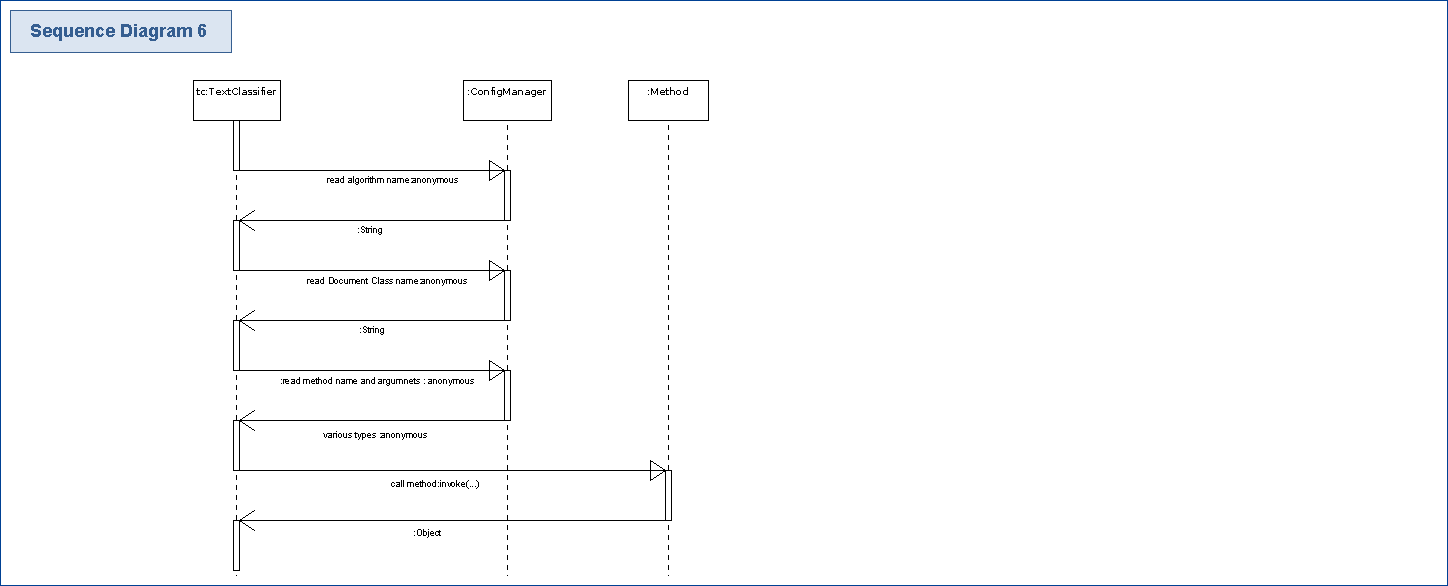 Sequence Diagram 6
tc:TextClassifier
:ConfigManager
:Method
read algorithm name:anonymous
:String
read Document Class name:anonymous
:String
:read method name and argumnets : anonymous
various types :anonymous
call method:invoke(...)
:Object